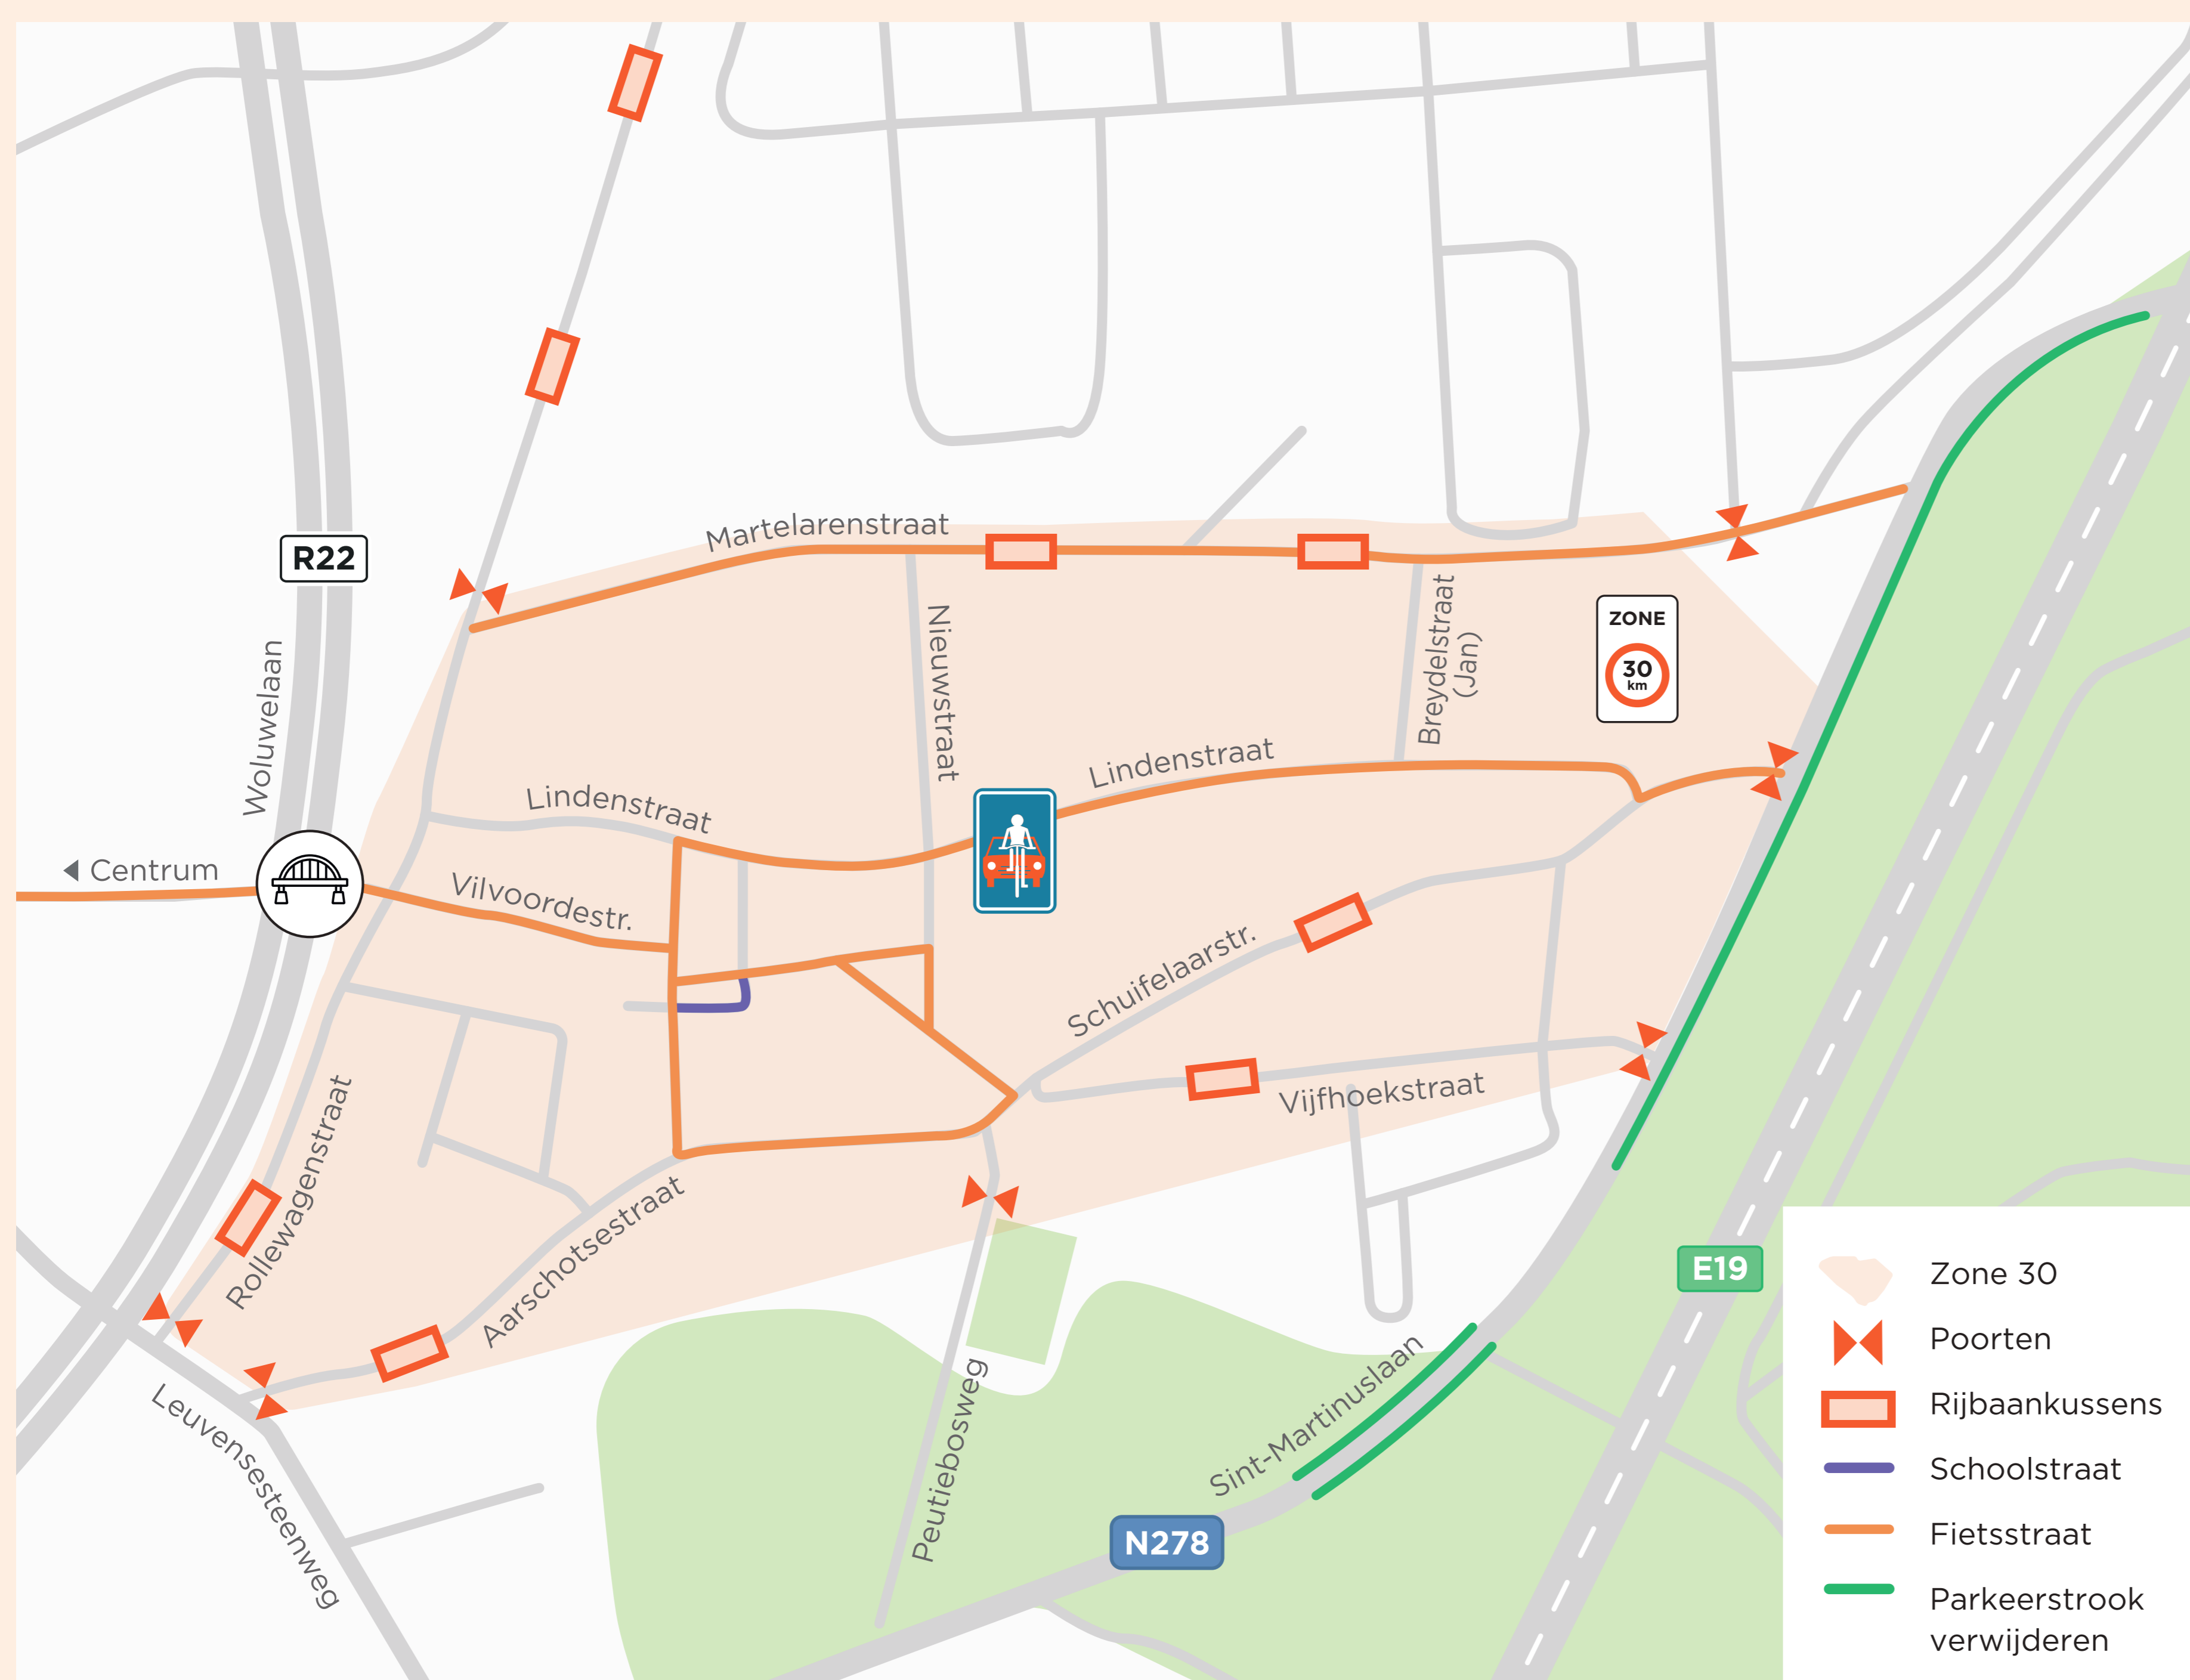 Martelarenstraat
R22
Nieuwstraat
Breydelstraat
(Jan)
ZONE
30
km
Woluwelaan
Lindenstraat
Lindenstraat
Centrum
Vilvoordestr.
Schuifelaarstr.
Vijfhoekstraat
Rollewagenstraat
Aarschotsestraat
E19
Leuvensesteenweg
Peutiebosweg
Sint-Martinuslaan
N278
Zone 30
Poorten
Rijbaankussens
Schoolstraat
Fietsstraat
Parkeerstrook
verwijderen